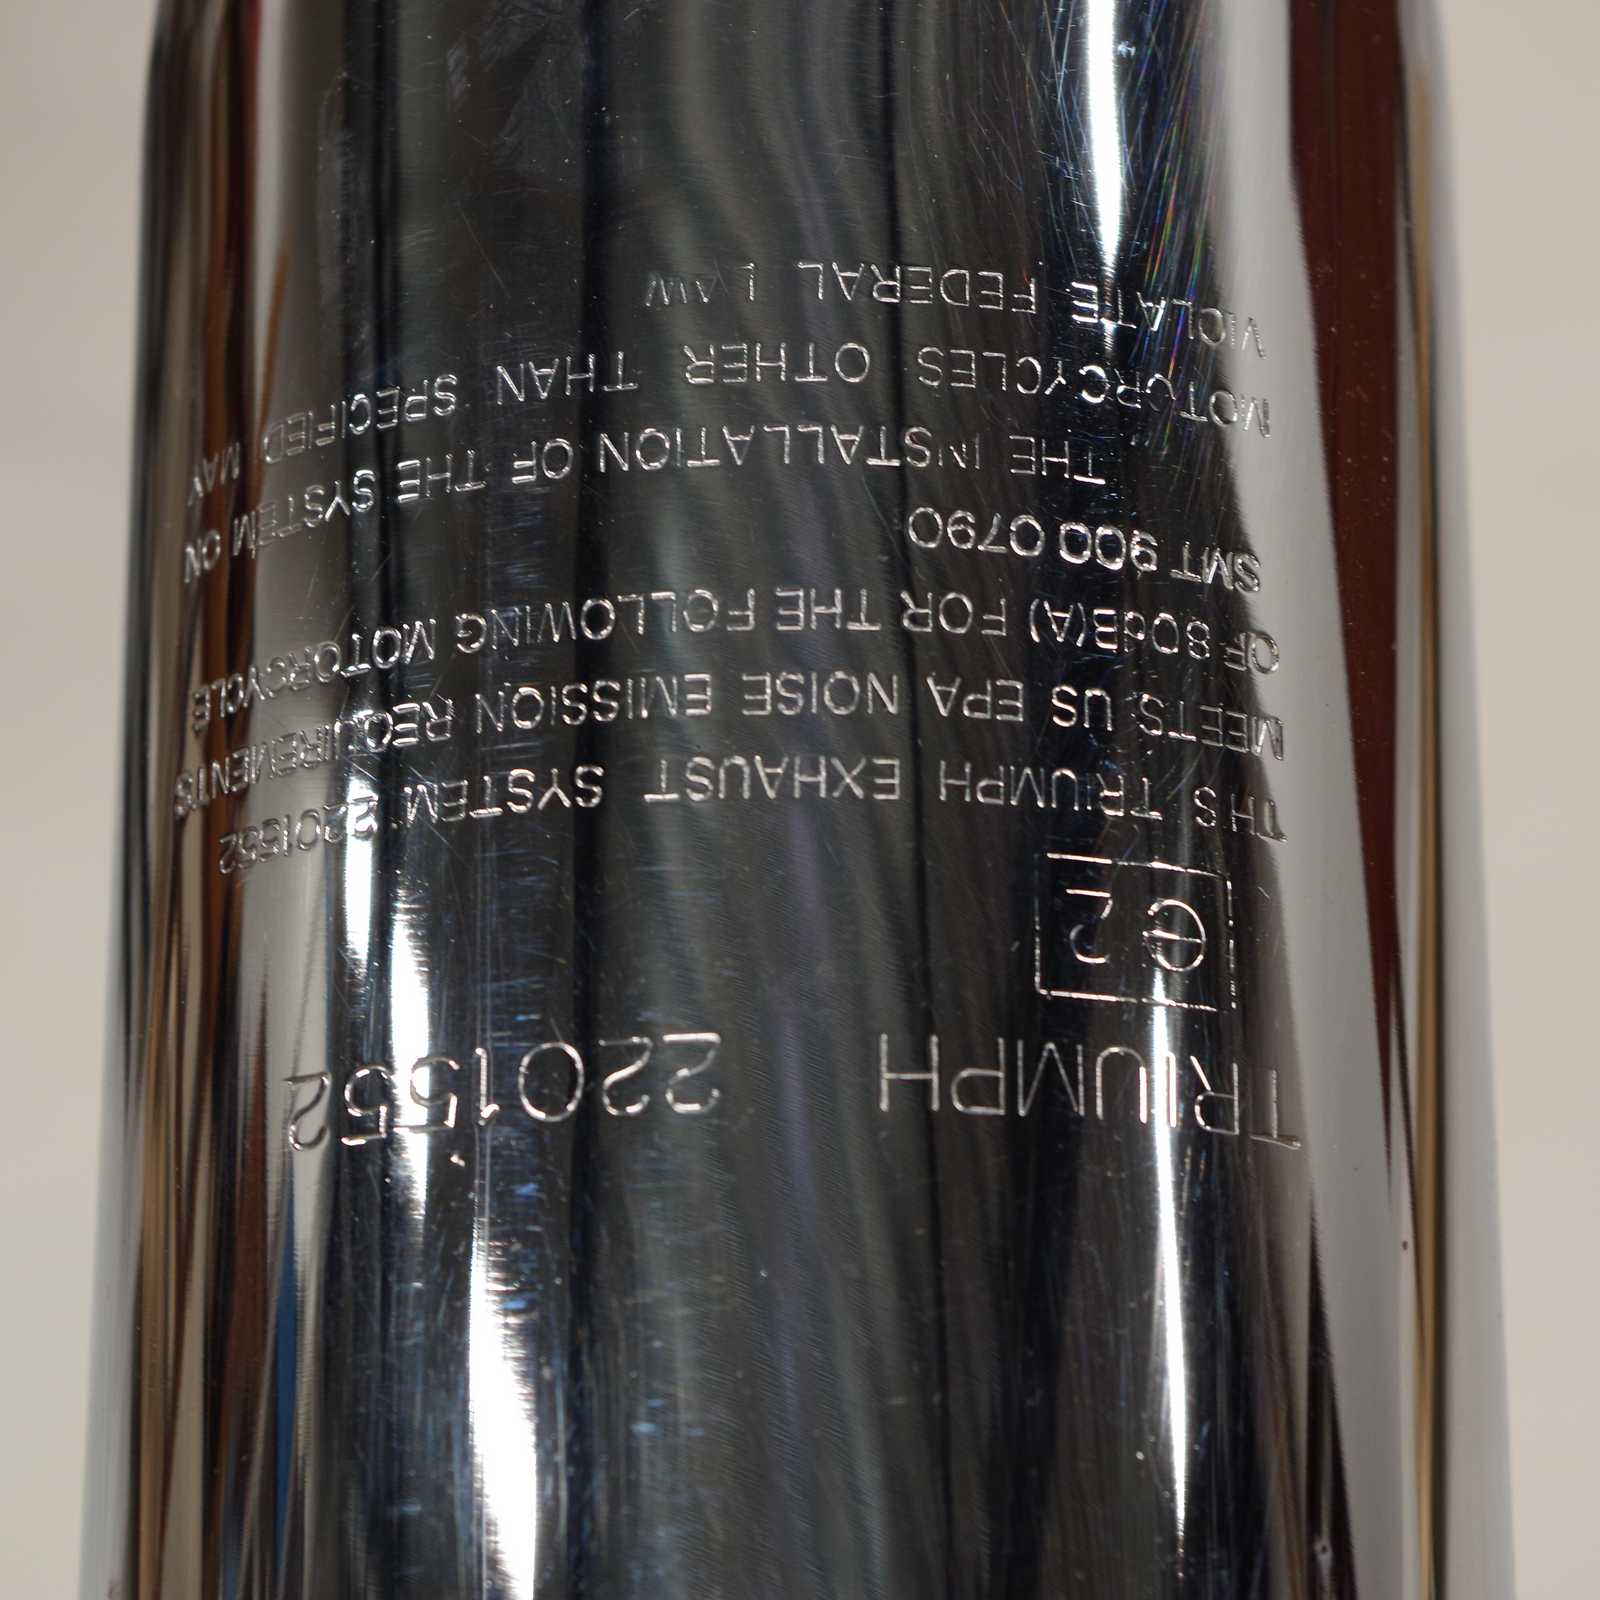 TRIUMPH 2201552
e2
THIS TRIUMPH EXHAUST SYSTEM 2201552
MEETS US EPA NOISE EMISSION REQUIREMENTS
OF 80dB(A) FOR THE FOLLOWING MOTORCYCLE
SMT 900 0790
THE INSTALLATION OF THE SYSTEM ON
MOTORCYCLES OTHER THAN SPECIFIED MAY
VIOLATE FEDERAL LAW